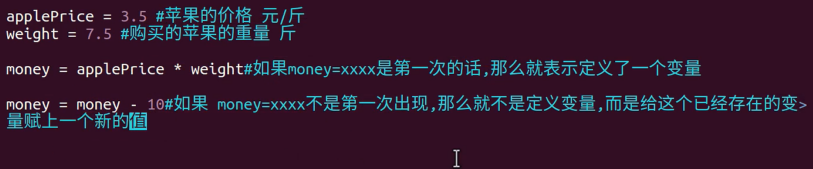 applePrice = 3.5 #苹果的价格 元/斤
weight = 7.5 #购买的苹果的重量 斤
money = applePrice * weight#如果money=xxxx是第一次的话,那么就表示定义了一个变量
money = money - 10#如果 money=xxxx不是第一次出现,那么就不是定义变量,而是给这个已经存在的变>
量赋上一个新的值